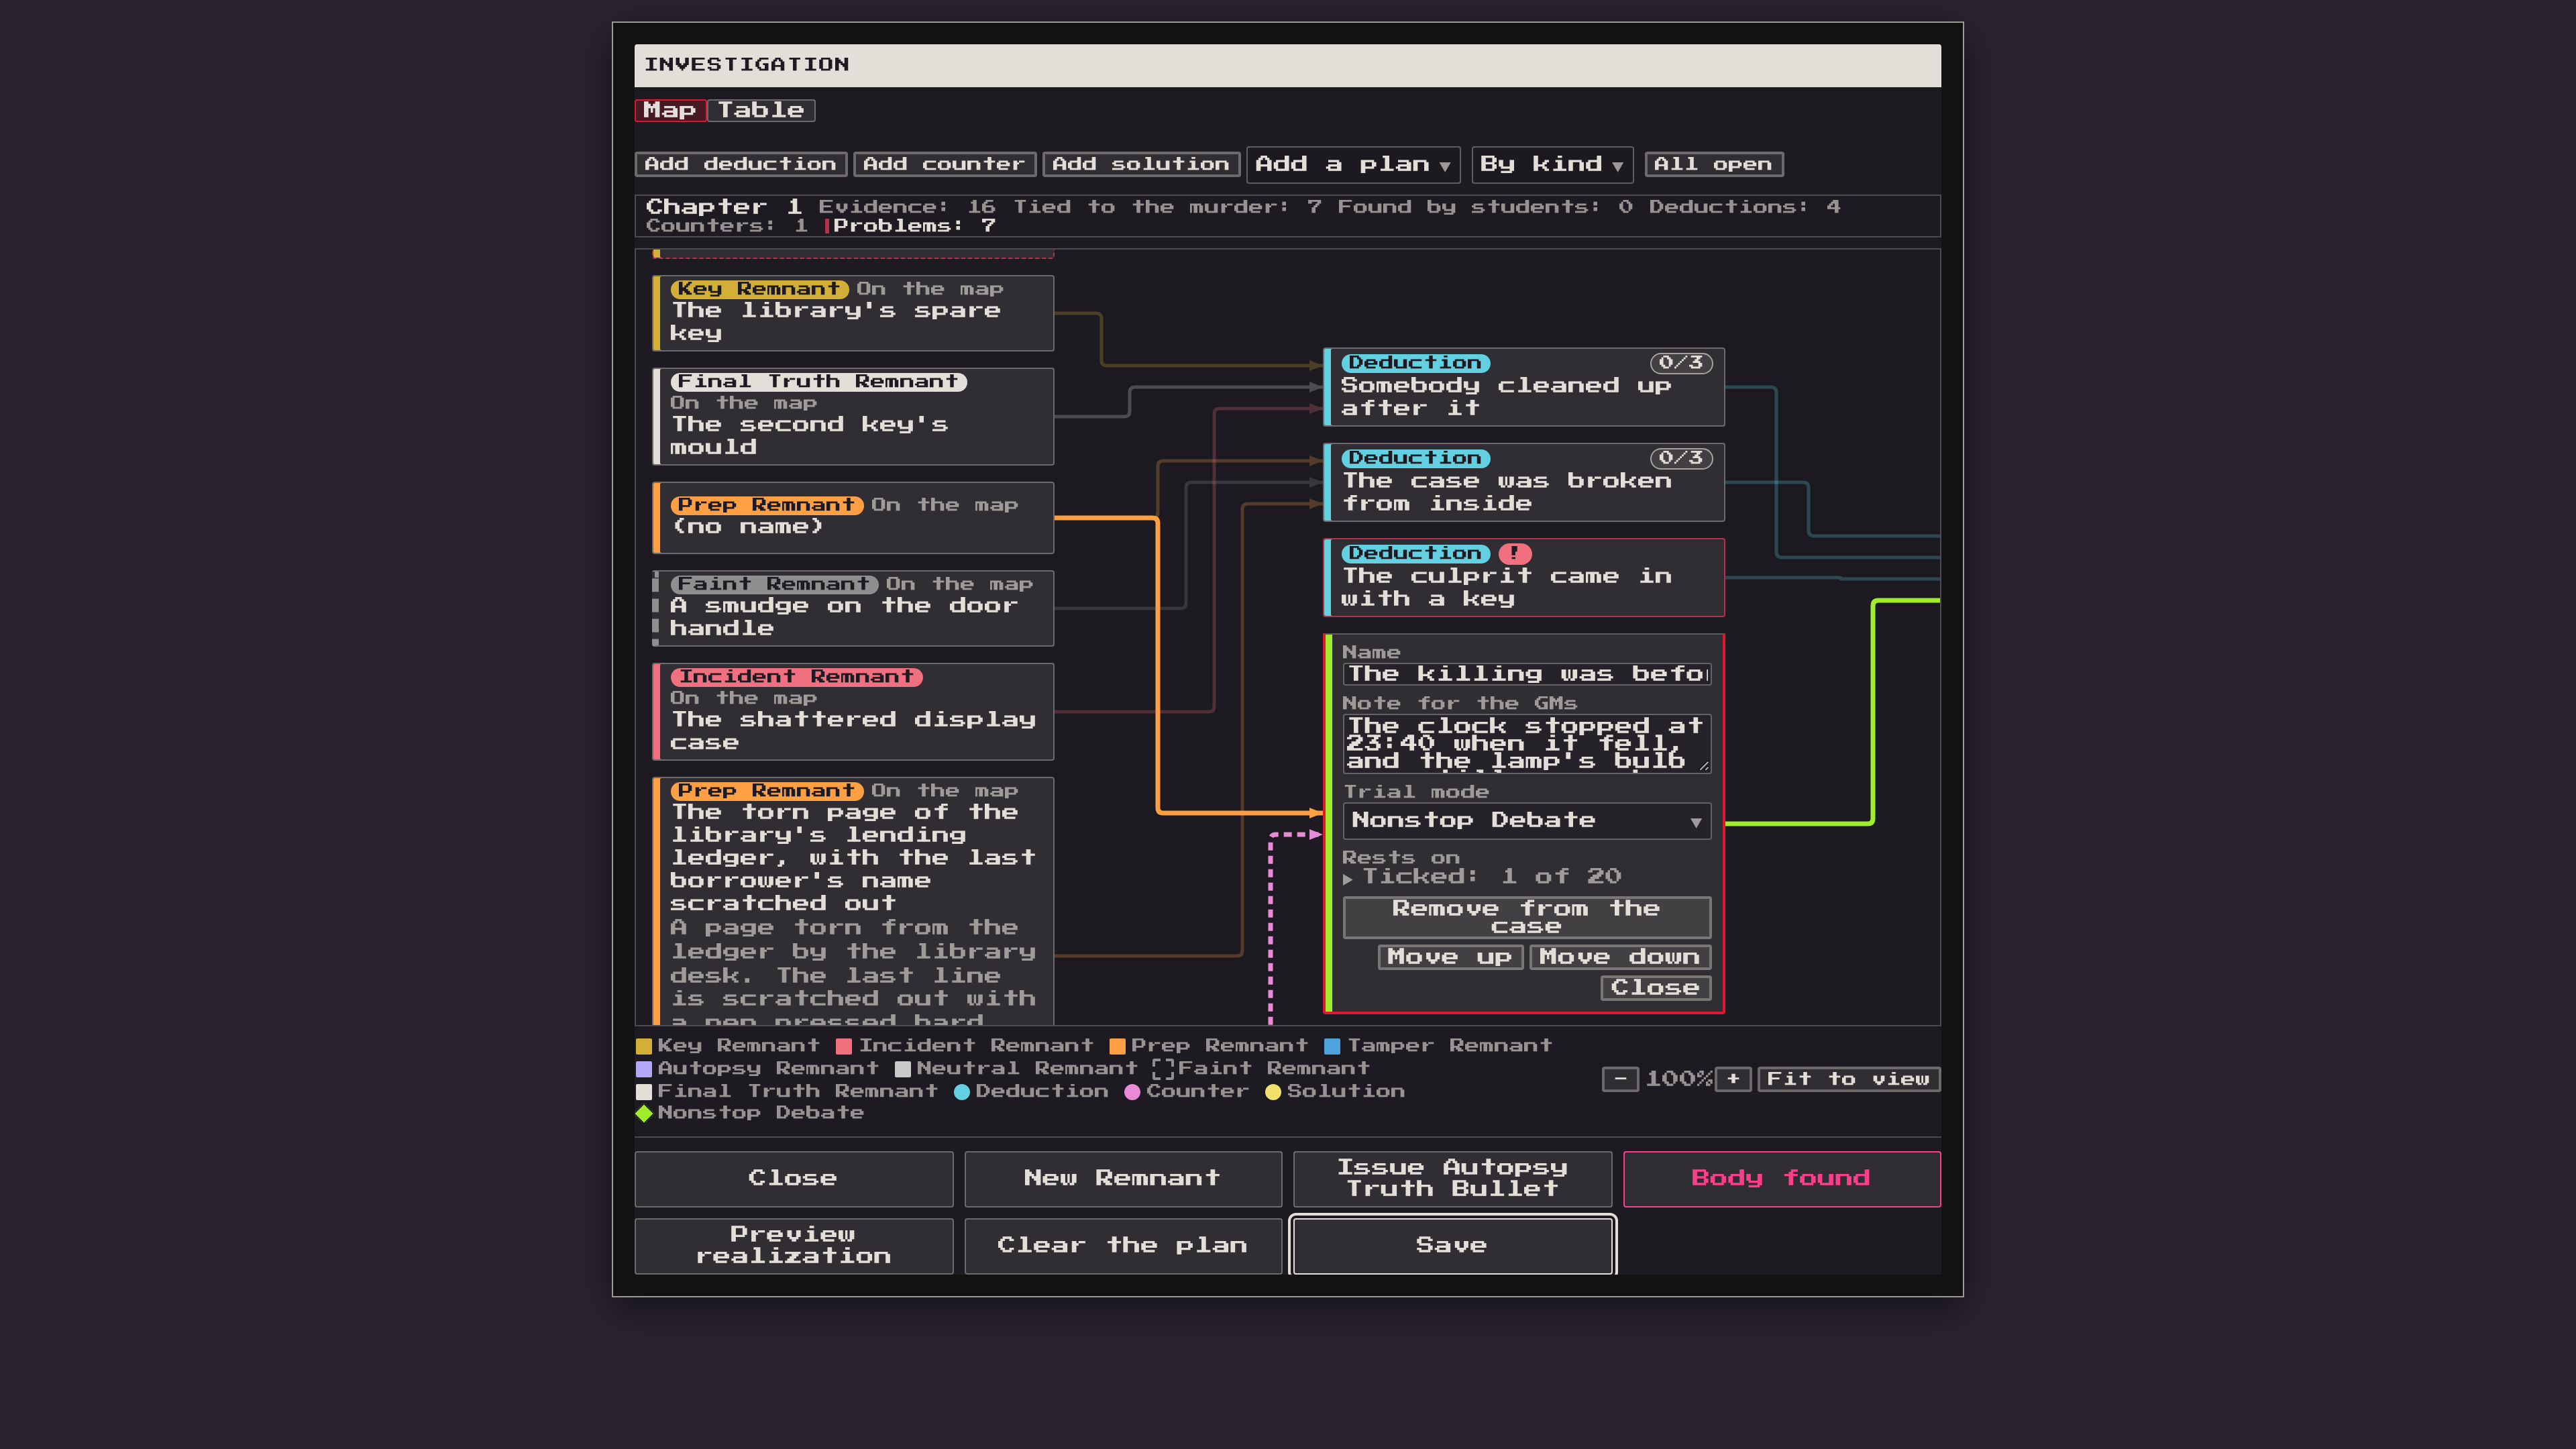 INVESTIGATION
Map Table
Add deduction Add counter Add solution Add a plan By kind All open
Chapter 1 Evidence: 16 Tied to the murder: 7 Found by students: 0 Deductions: 4
Counters: 1 Problems: 7
Key Remnant On the map
The library's spare
key
Final Truth Remnant
On the map
The second key's
mould
Prep Remnant On the map
(no name)
Faint Remnant On the map
A smudge on the door
handle
Incident Remnant
On the map
The shattered display
case
Prep Remnant On the map
The torn page of the
library's lending
ledger, with the last
borrower's name
scratched out
A page torn from the
ledger by the library
desk. The last line
is scratched out with
a pen pressed hard
Deduction 0/3
Somebody cleaned up
after it
Deduction 0/3
The case was broken
from inside
Deduction !
The culprit came in
with a key
Name
The killing was befo
Note for the GMs
The clock stopped at
23:40 when it fell,
and the lamp's bulb
Trial mode
Nonstop Debate
Rests on
Ticked: 1 of 20
Remove from the
case
Move up Move down
Close
Key Remnant Incident Remnant Prep Remnant Tamper Remnant
Autopsy Remnant Neutral Remnant Faint Remnant
Final Truth Remnant Deduction Counter Solution
Nonstop Debate
- 100% + Fit to view
Close New Remnant Issue Autopsy
Truth Bullet Body found
Preview
realization Clear the plan Save